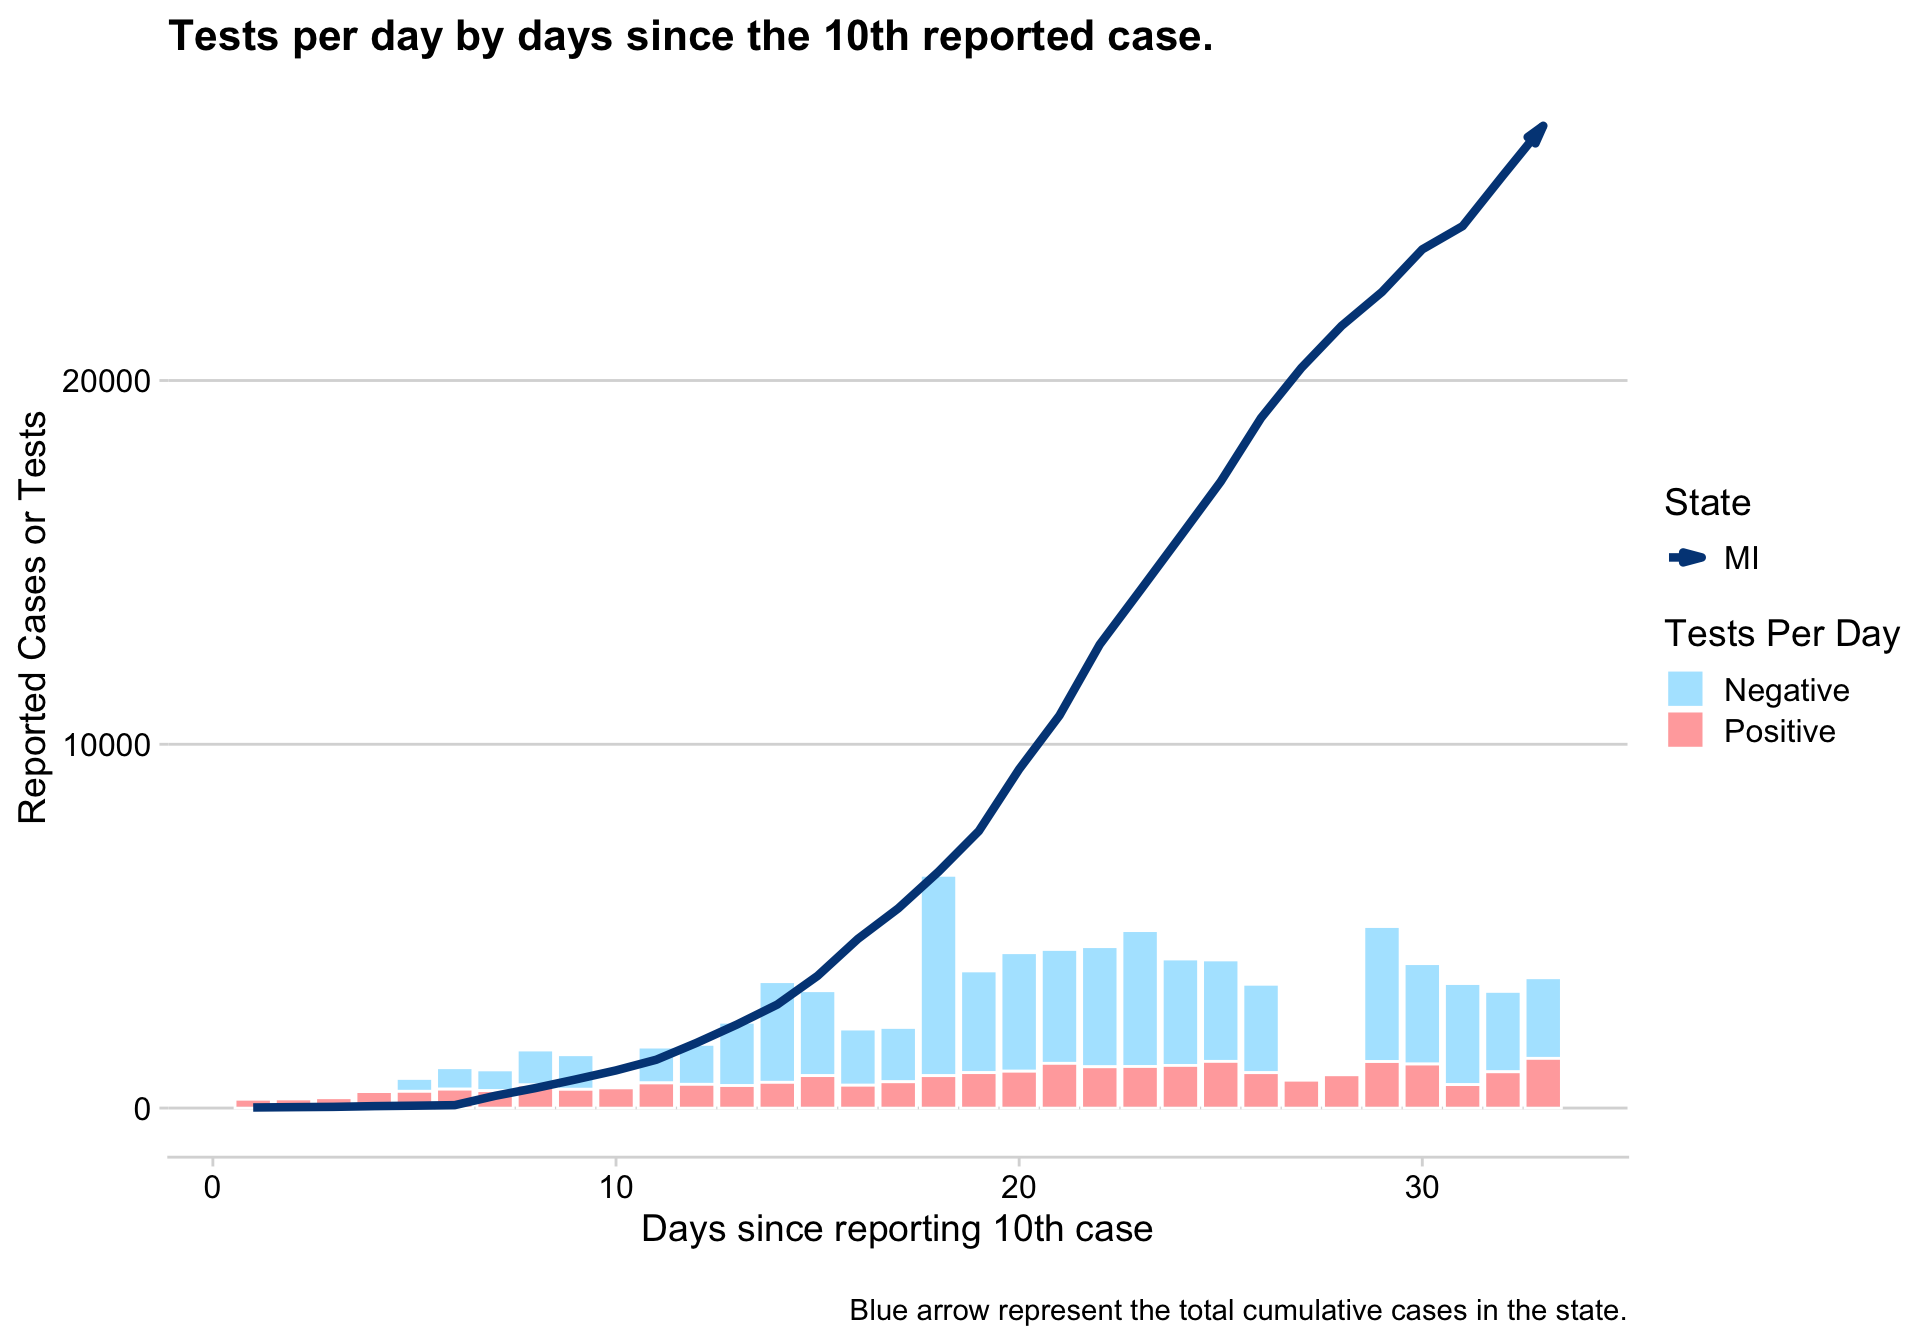 Tests per day by days since the 10th reported case.
Reported Cases or Tests
20000
10000
0
0
10
20
30
Days since reporting 10th case
State
MI
Tests Per Day
Negative
Positive
Blue arrow represent the total cumulative cases in the state.